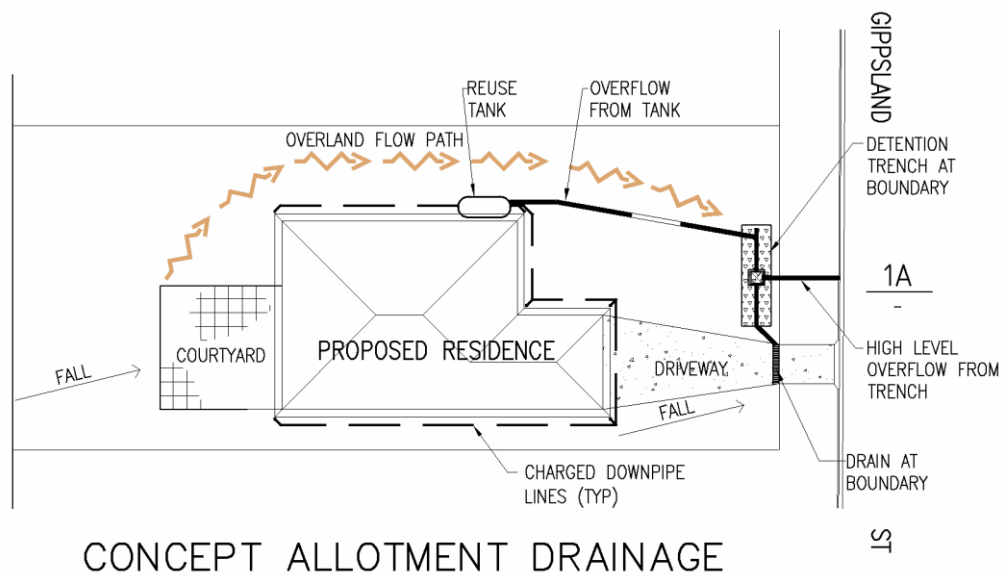 GIPPSLAND
REUSE
TANK
OVERFLOW
FROM TANK
OVERLAND FLOW PATH
DETENTION
TRENCH AT
BOUNDARY
1A
-
COURTYARD
PROPOSED RESIDENCE
DRIVEWAY
HIGH LEVEL
OVERFLOW FROM
TRENCH
FALL
FALL
CHARGED DOWNPIPE
LINES (TYP)
DRAIN AT
BOUNDARY
ST
CONCEPT ALLOTMENT DRAINAGE